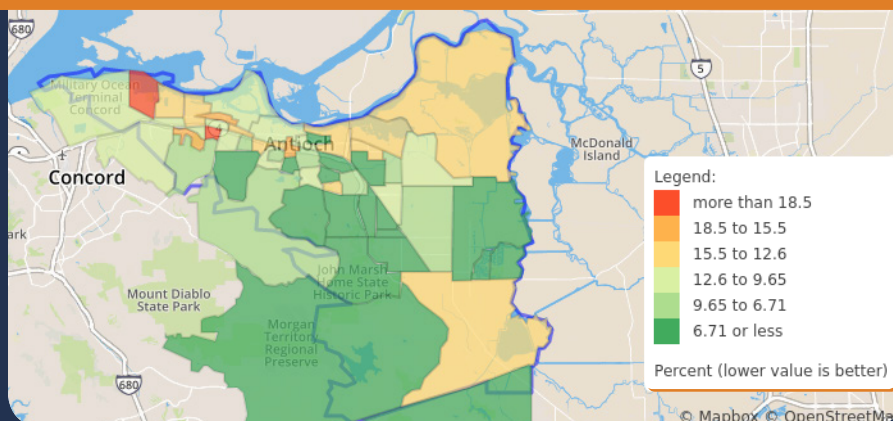 680
5
Military Ocean
Terminal
Concord
Antioch
McDonald
Island
Concord
ark
John Marsh
Home State
Historic Park
Mount Diablo
State Park
Morgan
Territory
Regional
Preserve
680
Legend:
more than 18.5
18.5 to 15.5
15.5 to 12.6
12.6 to 9.65
9.65 to 6.71
6.71 or less
Percent (lower value is better)
© Mapbox © OpenStreetMa